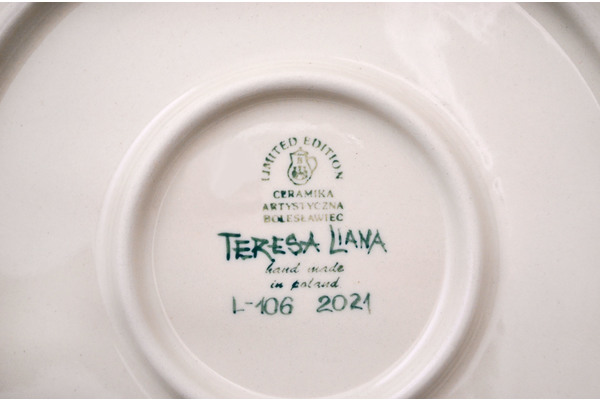 LIMITED EDITION
CERAMIKA
ARTYSTYCZNA
BOLESŁAWIEC
TERESA LIANA
hand made
in poland
L-106 2021